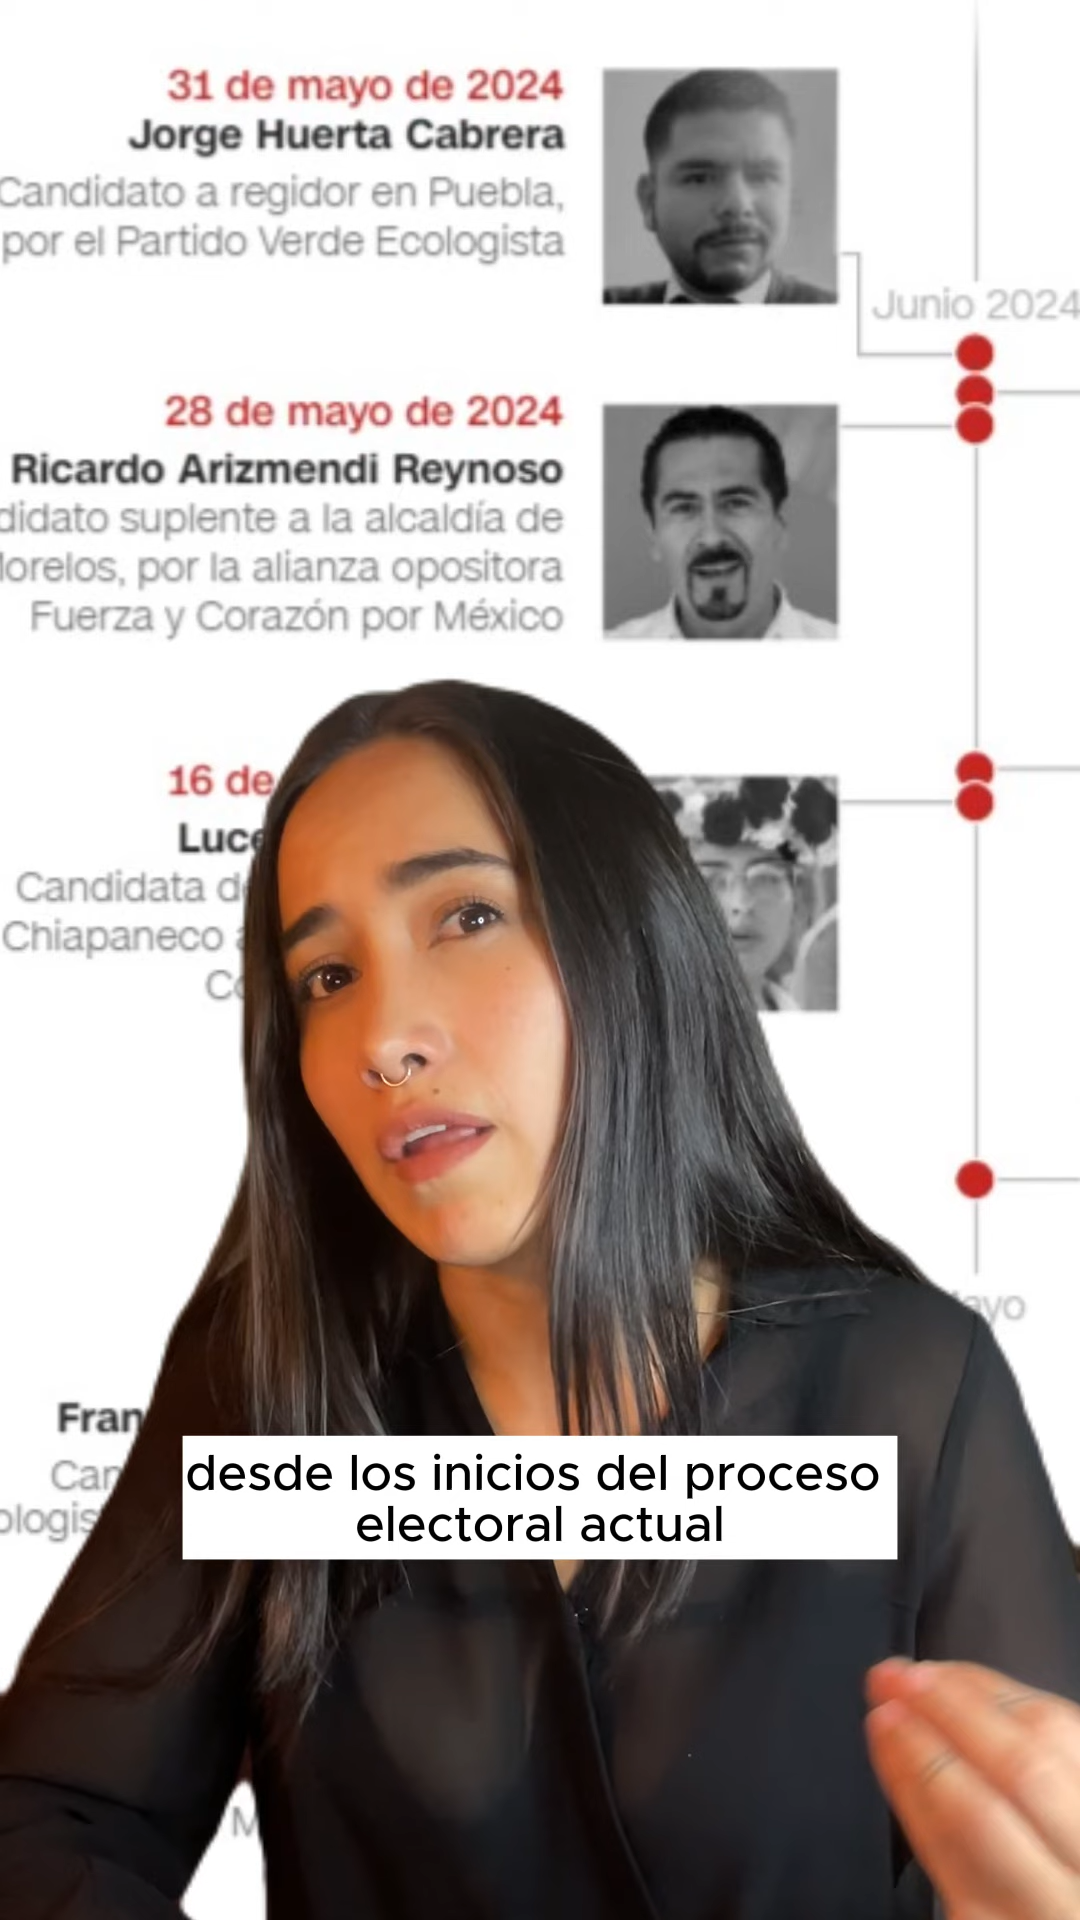 31 de mayo de 2024
Jorge Huerta Cabrera
Candidato a regidor en Puebla,
por el Partido Verde Ecologista
Junio 2024
28 de mayo de 2024
Ricardo Arizmendi Reynoso
didato suplente a la alcaldía de
orelos, por la alianza opositora
Fuerza y Corazón por México
16 de
Luce
Candidata d
Chiapaneco
Co
ayo
Fran
Can
ologis
desde los inicios del proceso
electoral actual
M